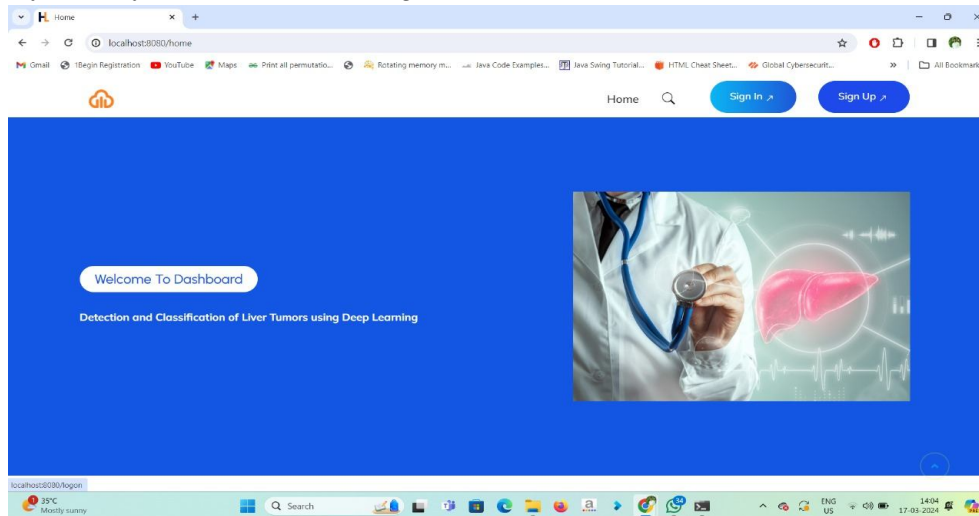 Home
localhost:8080/home
Gmail 1Begin Registration YouTube Maps Print all permutatio... Rotating memory m... Java Code Examples... Java Swing Tutorial... HTML Cheat Sheet... Global Cybersecurit... » All Bookmark
Home Sign In Sign Up
Welcome To Dashboard
Detection and Classification of Liver Tumors using Deep Learning
localhost:8080/logon
35°C
Mostly sunny
Search
ENG
US
14:04
17-03-2024